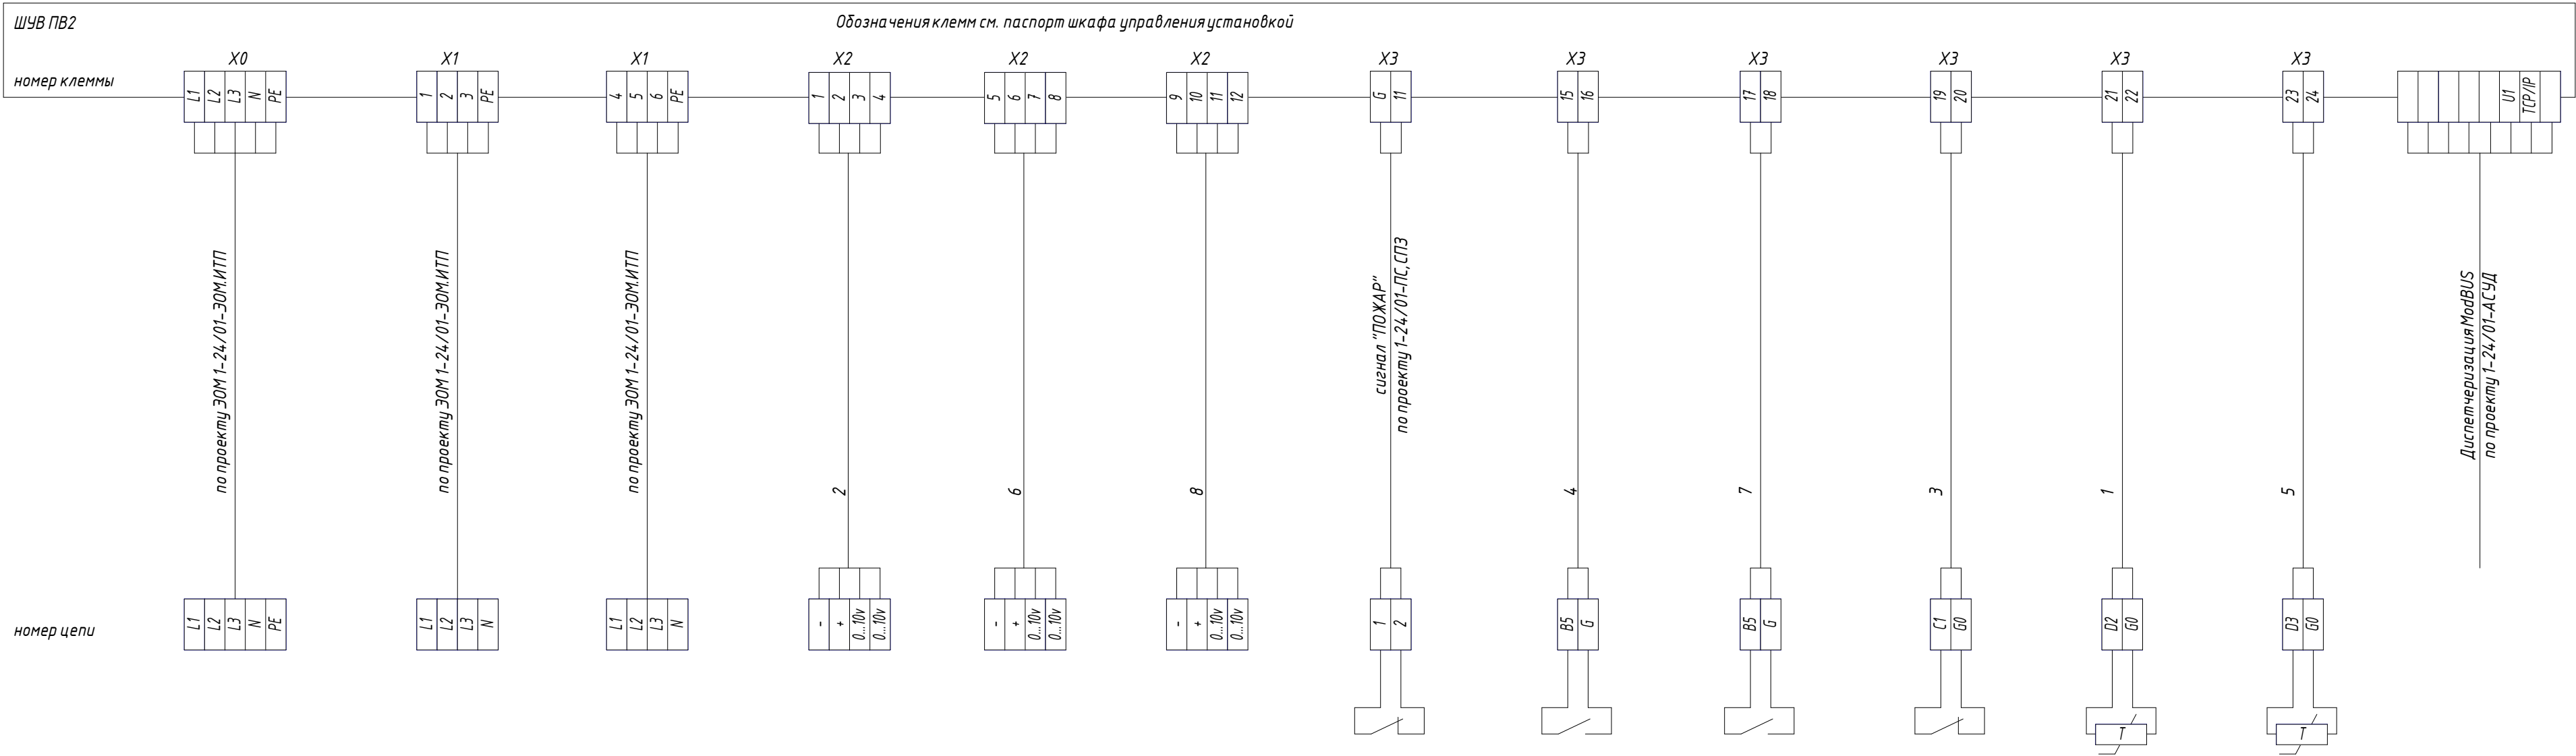 ШУВ ПВ2
Обозначения клемм см. паспорт шкафа управления установкой
X0 X1 X1 X2 X2 X2 X3 X3 X3 X3 X3 X3
номер клеммы
L1 L2 L3 N PE
1 2 3 PE
4 5 6 PE
1 2 3 4
5 6 7 8
9 10 11 12
G 11
15 16
17 18
19 20
21 22
23 24
U1 TCP/IP
по проекту ЭОМ 1-24/01-ЭОМ.ИТП
по проекту ЭОМ 1-24/01-ЭОМ.ИТП
по проекту ЭОМ 1-24/01-ЭОМ.ИТП
2
6
8
сигнал "ПОЖАР"
по проекту 1-24/01-ПС,СПЗ
4
7
3
1
5
Диспетчеризация ModBUS
по проекту 1-24/01-АСУД
номер цепи
L1 L2 L3 N PE
L1 L2 L3 N
L1 L2 L3 N
- + 0...10v 0...10v
- + 0...10v 0...10v
- + 0...10v 0...10v
1 2
B5 G
B5 G
C1 G0
D2 G0
D3 G0
T
T